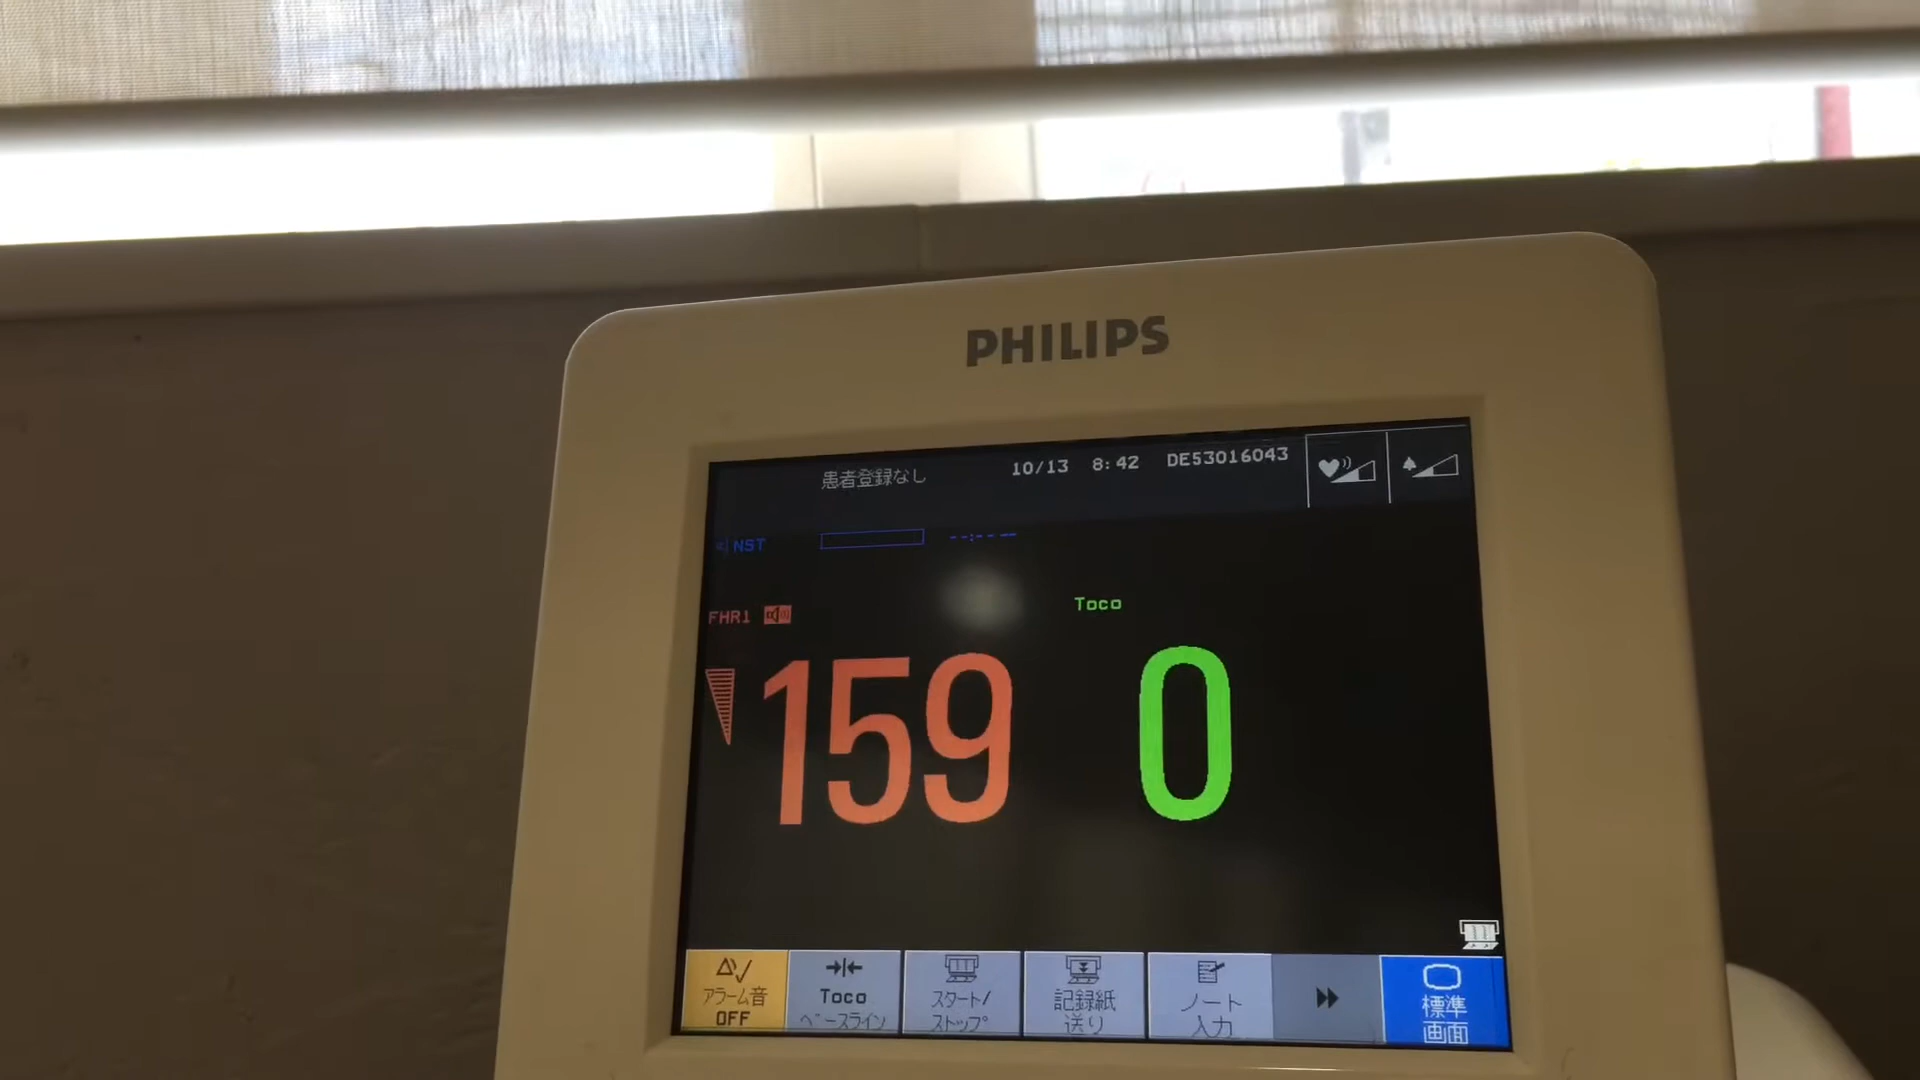 PHILIPS
患者登録なし 10/13 8:42 DE53016043
NST --:-- --
FHR1 Toco
159 0
アラーム音 OFF
Toco ベースライン
スタート/ストップ
記録紙送り
ノート入力
標準画面